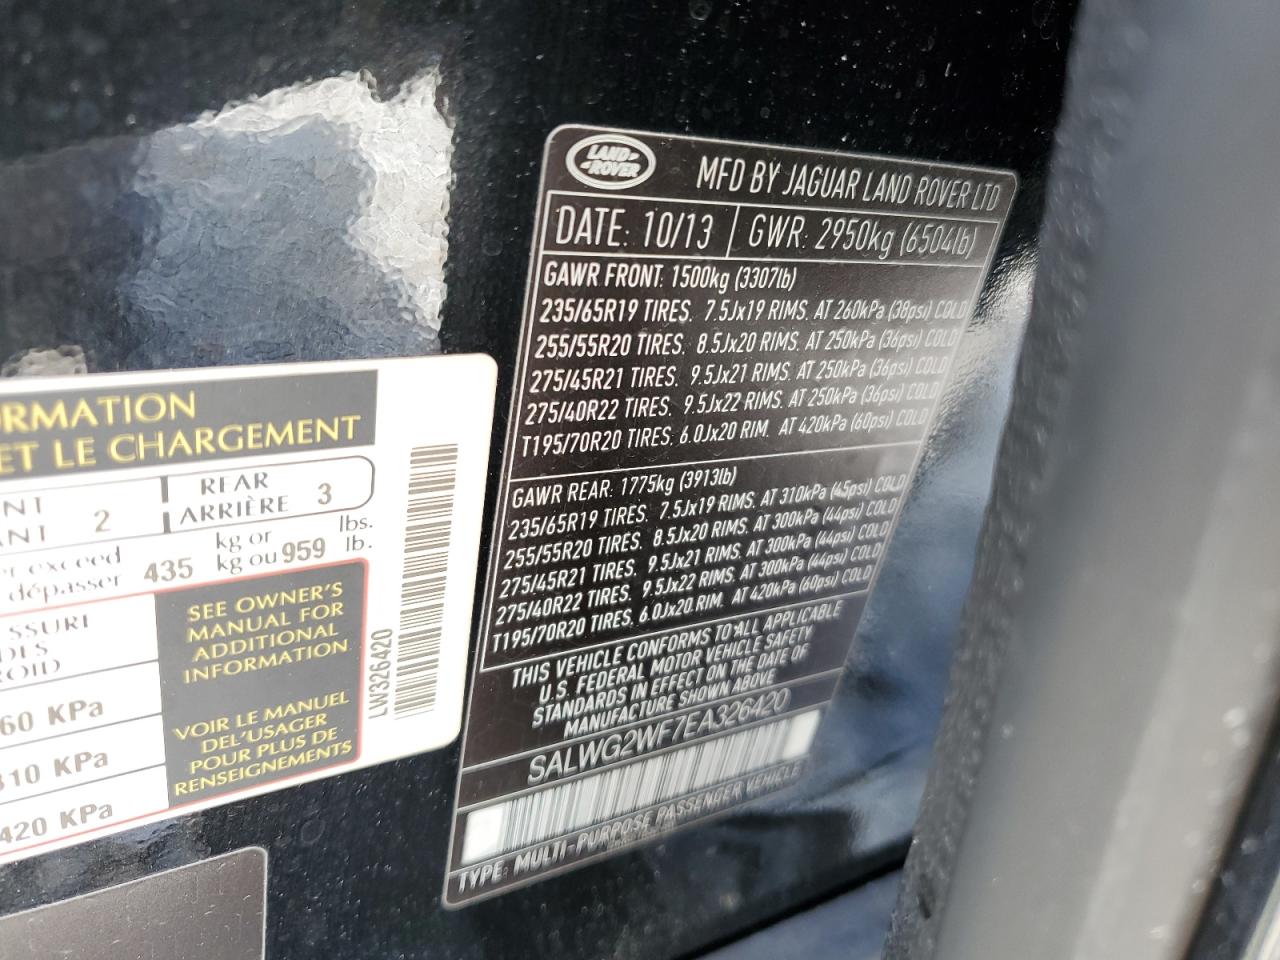 ORMATION
ET LE CHARGEMENT
NT
ANT 2
REAR
ARRIÈRE 3
r exceed
dépasser 435 kg or
kg ou 959 lbs.
lb.
SSURE
DES
ROID
60 KPa
310 KPa
420 KPa
SEE OWNER'S
MANUAL FOR
ADDITIONAL
INFORMATION
VOIR LE MANUEL
DEL'USAGER
POUR PLUS DE
RENSEIGNEMENTS
LW326420
LAND-
-ROVER
MFD BY JAGUAR LAND ROVER LTD
DATE: 10/13 GWR: 2950kg (6504lb)
GAWR FRONT: 1500kg (3307lb)
235/65R19 TIRES. 7.5Jx19 RIMS. AT 260kPa (38psi) COLD
255/55R20 TIRES. 8.5Jx20 RIMS. AT 250kPa (36psi) COLD
275/45R21 TIRES. 9.5Jx21 RIMS. AT 250kPa (36psi) COLD
275/40R22 TIRES. 9.5Jx22 RIMS. AT 250kPa (36psi) COLD
T195/70R20 TIRES. 6.0Jx20 RIM. AT 420kPa (60psi) COLD
GAWR REAR: 1775kg (3913lb)
235/65R19 TIRES. 7.5Jx19 RIMS. AT 310kPa (45psi) COLD
255/55R20 TIRES. 8.5Jx20 RIMS. AT 300kPa (44psi) COLD
275/45R21 TIRES. 9.5Jx21 RIMS. AT 300kPa (44psi) COLD
275/40R22 TIRES. 9.5Jx22 RIMS. AT 300kPa (44psi) COLD
T195/70R20 TIRES. 6.0Jx20 RIM. AT 420kPa (60psi) COLD
THIS VEHICLE CONFORMS TO ALL APPLICABLE
U.S. FEDERAL MOTOR VEHICLE SAFETY
STANDARDS IN EFFECT ON THE DATE OF
MANUFACTURE SHOWN ABOVE
SALWG2WF7EA326420
TYPE: MULTI-PURPOSE PASSENGER VEHICLE